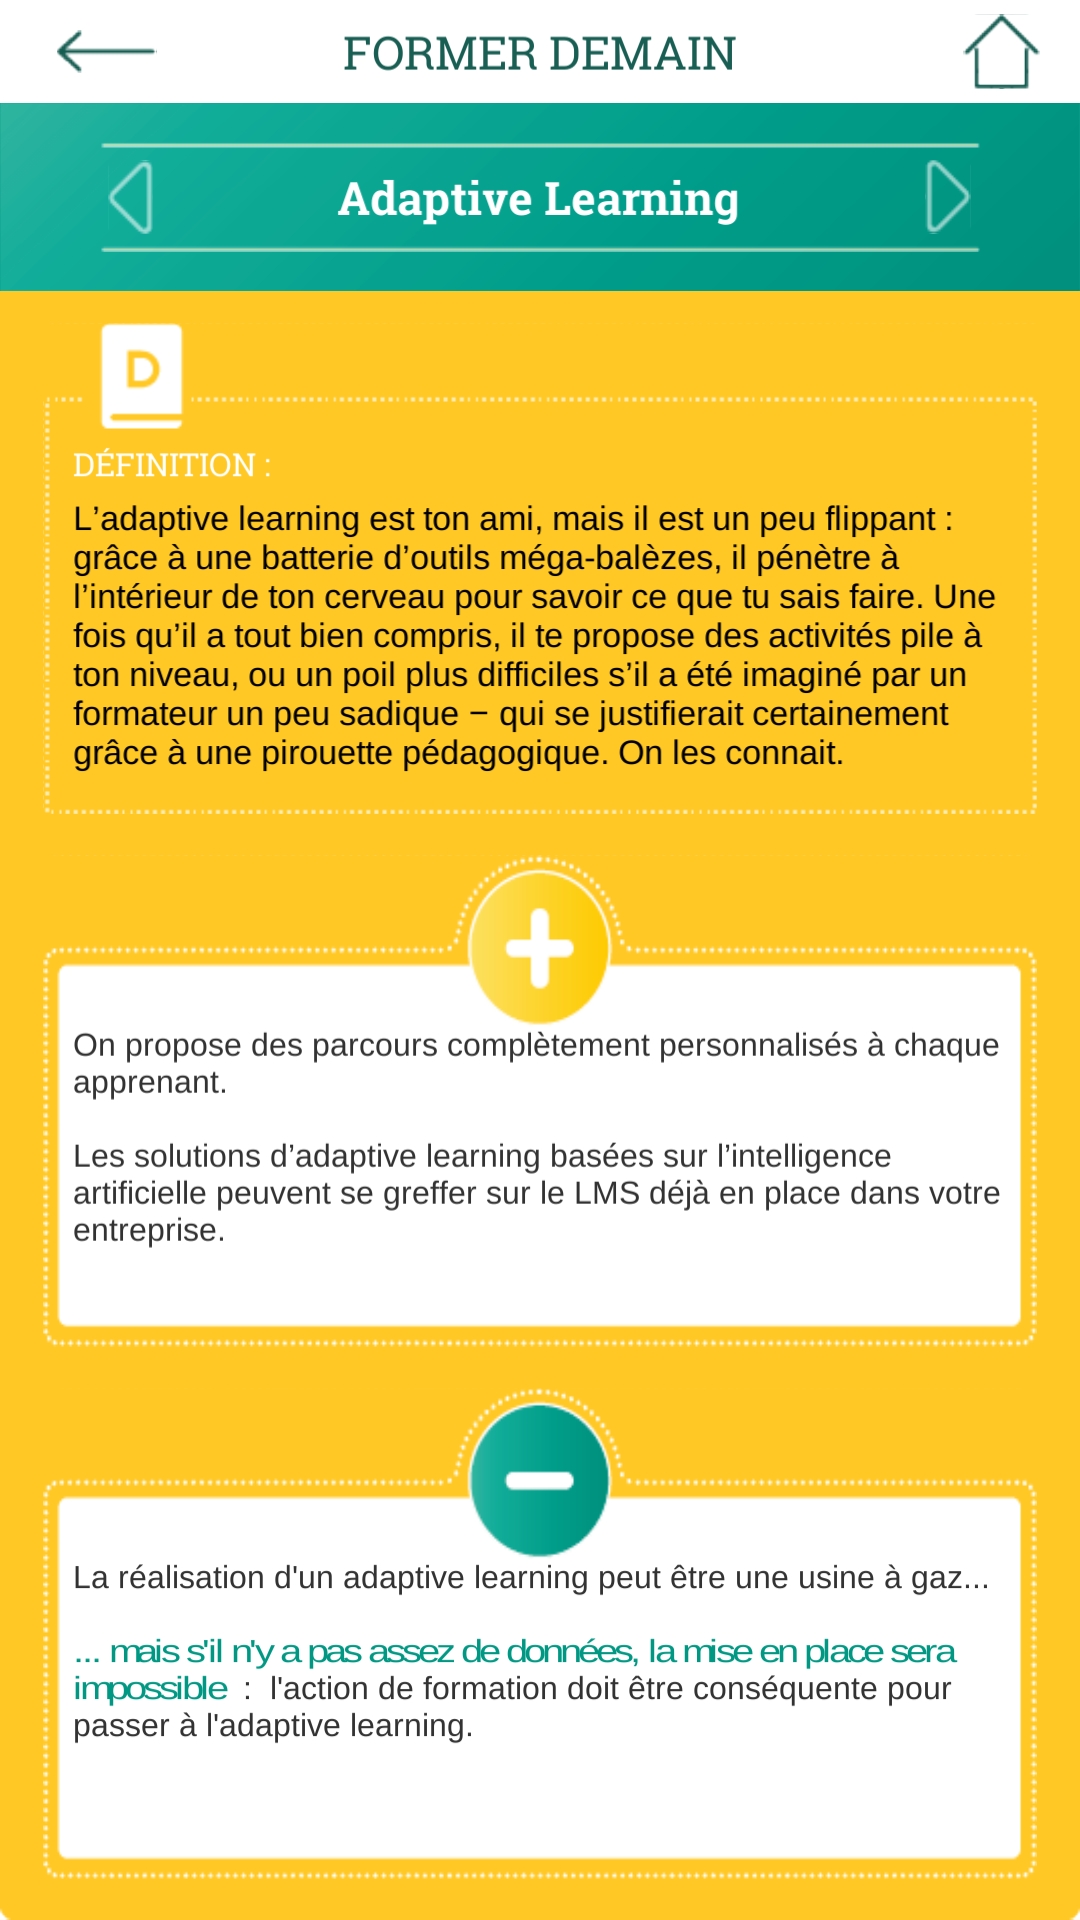 FORMER DEMAIN
Adaptive Learning
D
DÉFINITION :
L’adaptive learning est ton ami, mais il est un peu flippant :
grâce à une batterie d’outils méga-balèzes, il pénètre à
l’intérieur de ton cerveau pour savoir ce que tu sais faire. Une
fois qu’il a tout bien compris, il te propose des activités pile à
ton niveau, ou un poil plus difficiles s’il a été imaginé par un
formateur un peu sadique – qui se justifierait certainement
grâce à une pirouette pédagogique. On les connait.
On propose des parcours complètement personnalisés à chaque
apprenant.
Les solutions d’adaptive learning basées sur l’intelligence
artificielle peuvent se greffer sur le LMS déjà en place dans votre
entreprise.
La réalisation d'un adaptive learning peut être une usine à gaz...
... mais s'il n'y a pas assez de données, la mise en place sera
impossible : l'action de formation doit être conséquente pour
passer à l'adaptive learning.